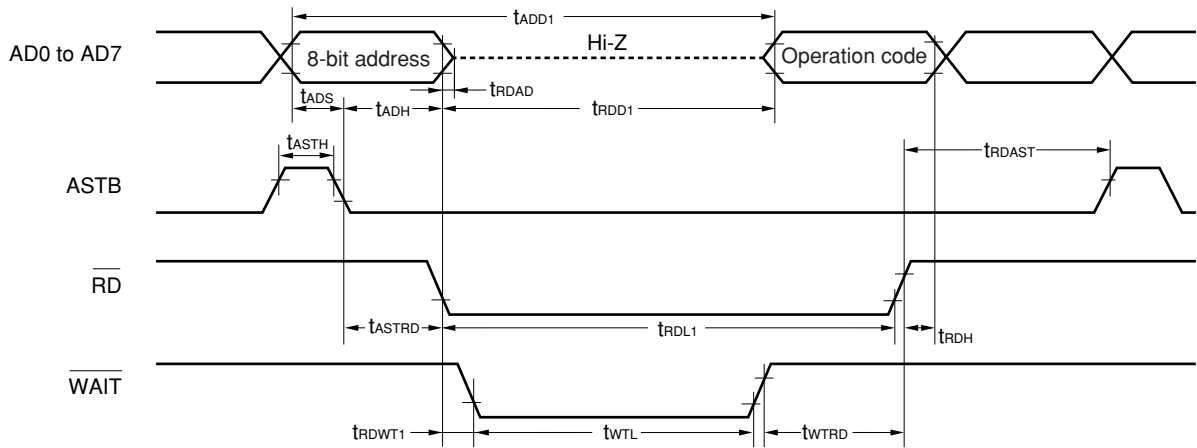 tADD1
AD0 to AD7
8-bit address
Hi-Z
Operation code
tADS
tADH
tRDAD
tRDD1
tASTH
tRDAST
ASTB
RD
tASTRD
tRDL1
tRDH
WAIT
tRDWT1
tWTL
tWTRD